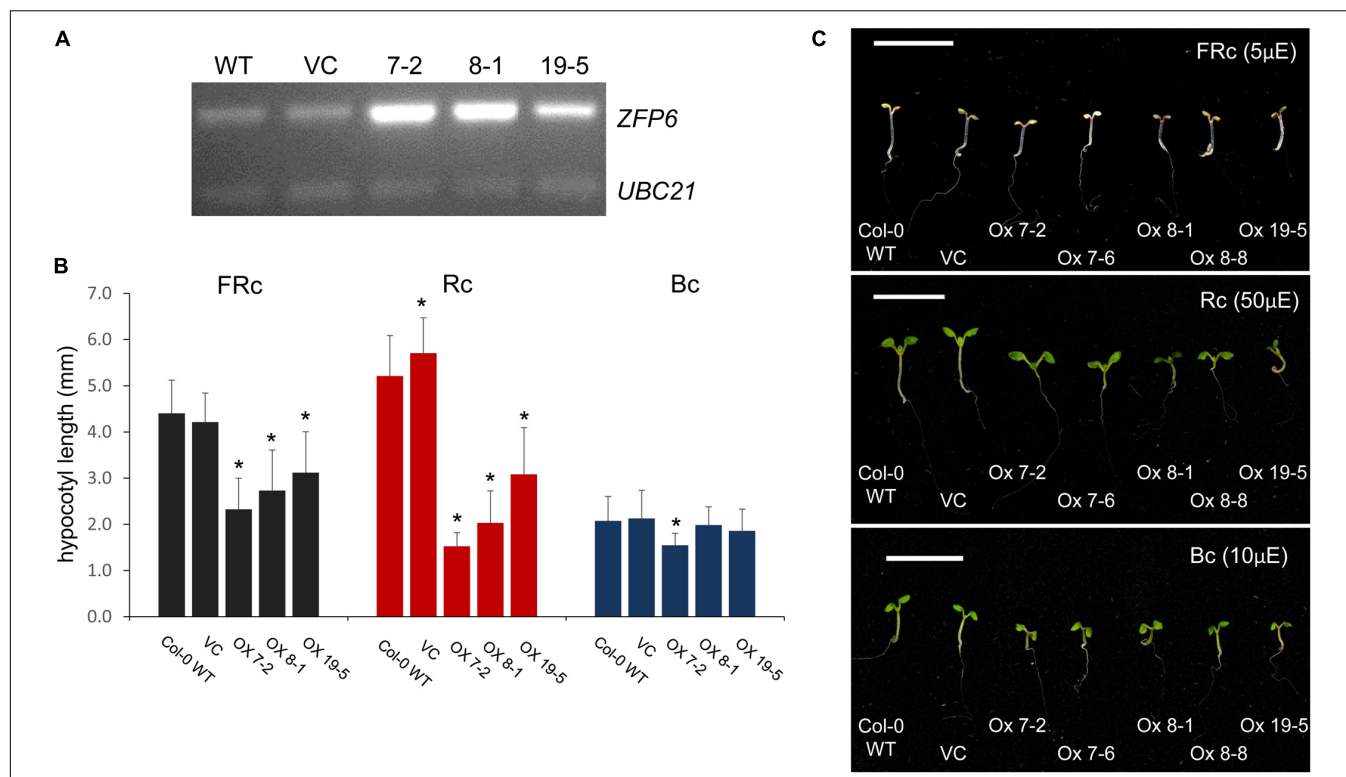 A
WT VC 7-2 8-1 19-5
ZFP6
UBC21
B
FRc Rc Bc
hypocotyl length (mm)
7.0
6.0
5.0
4.0
3.0
2.0
1.0
0.0
* * * * * * * *
Col-0 WT VC OX 7-2 OX 8-1 OX 19-5 Col-0 WT VC OX 7-2 OX 8-1 OX 19-5 Col-0 WT VC OX 7-2 OX 8-1 OX 19-5
C
FRc (5µE)
Col-0 Ox 7-2 Ox 8-1 Ox 19-5
WT VC Ox 7-6 Ox 8-8
Rc (50µE)
Col-0 Ox 7-2 Ox 8-1 Ox 19-5
WT VC Ox 7-6 Ox 8-8
Bc (10µE)
Col-0 Ox 7-2 Ox 8-1 Ox 19-5
WT VC Ox 7-6 Ox 8-8